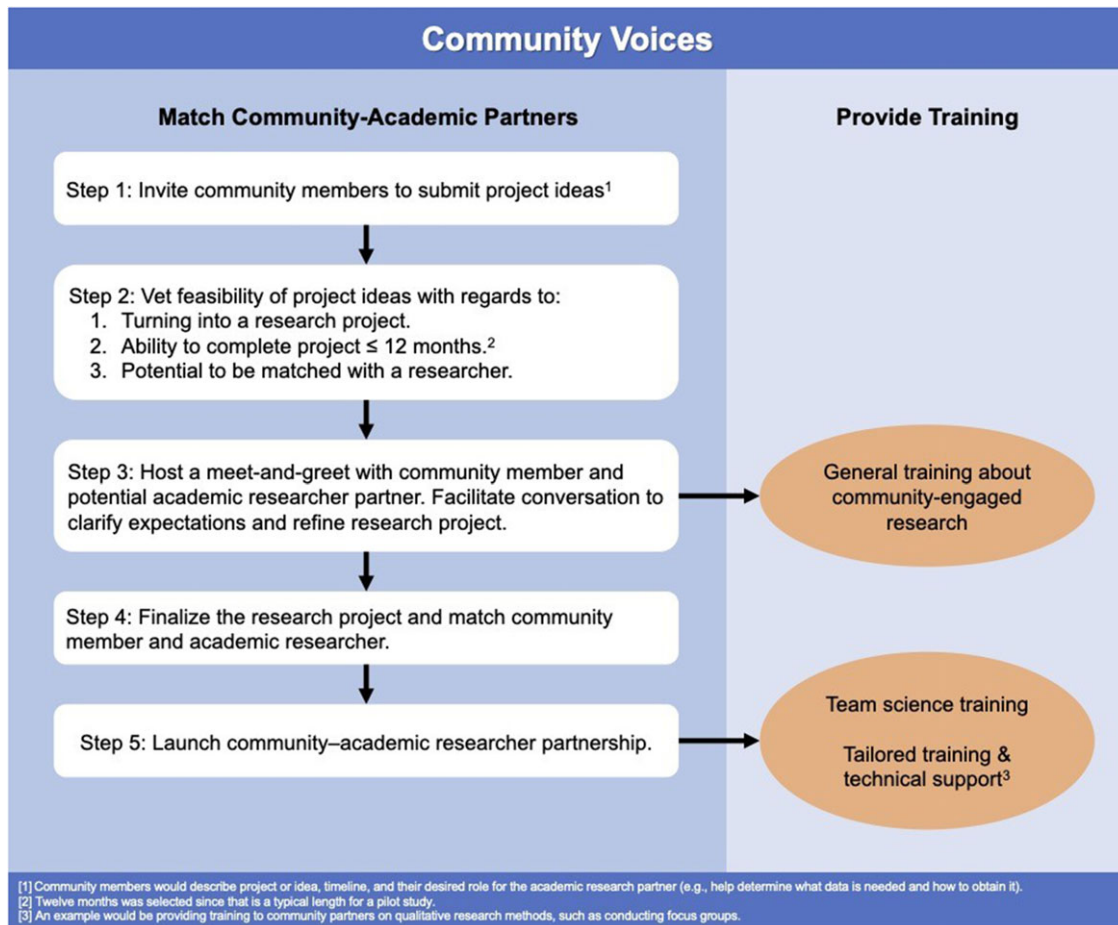 Community Voices
Match Community-Academic Partners
Provide Training
Step 1: Invite community members to submit project ideas¹
Step 2: Vet feasibility of project ideas with regards to:
1. Turning into a research project.
2. Ability to complete project ≤ 12 months.²
3. Potential to be matched with a researcher.
Step 3: Host a meet-and-greet with community member and
potential academic researcher partner. Facilitate conversation to
clarify expectations and refine research project.
General training about
community-engaged
research
Step 4: Finalize the research project and match community
member and academic researcher.
Step 5: Launch community–academic researcher partnership.
Team science training
Tailored training &
technical support³
[1] Community members would describe project or idea, timeline, and their desired role for the academic research partner (e.g., help determine what data is needed and how to obtain it).
[2] Twelve months was selected since that is a typical length for a pilot study.
[3] An example would be providing training to community partners on qualitative research methods, such as conducting focus groups.